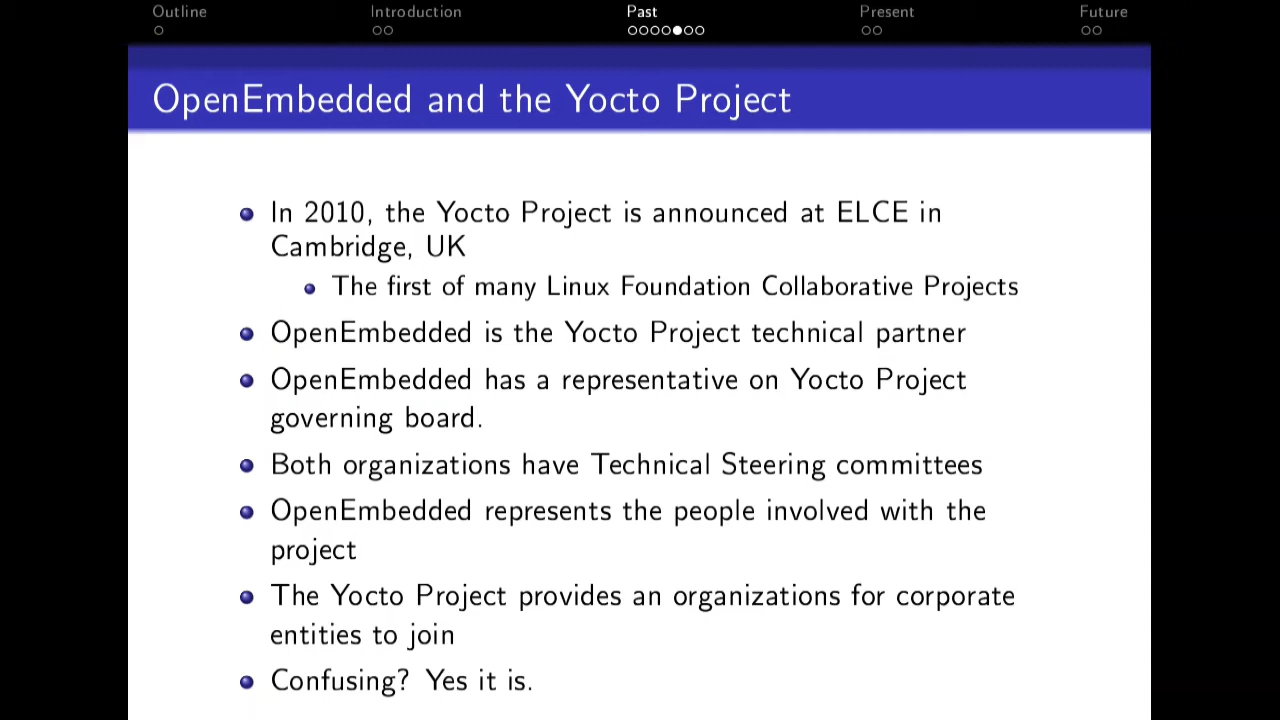 Outline Introduction Past Present Future
OpenEmbedded and the Yocto Project
In 2010, the Yocto Project is announced at ELCE in
Cambridge, UK
The first of many Linux Foundation Collaborative Projects
OpenEmbedded is the Yocto Project technical partner
OpenEmbedded has a representative on Yocto Project
governing board.
Both organizations have Technical Steering committees
OpenEmbedded represents the people involved with the
project
The Yocto Project provides an organizations for corporate
entities to join
Confusing? Yes it is.